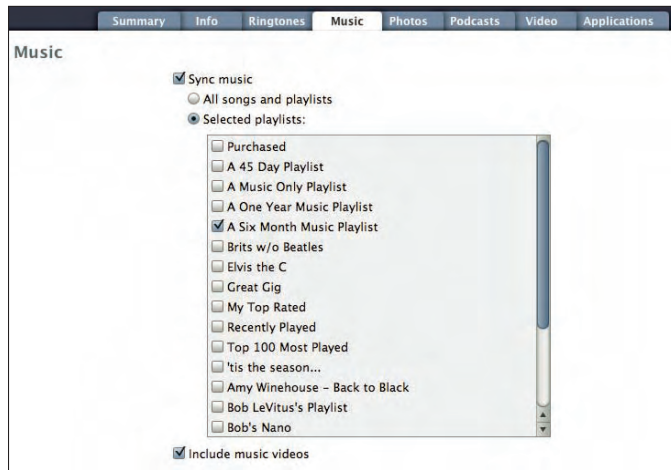 Summary Info Ringtones Music Photos Podcasts Video Applications
Music
Sync music
All songs and playlists
Selected playlists:
Purchased
A 45 Day Playlist
A Music Only Playlist
A One Year Music Playlist
A Six Month Music Playlist
Brits w/o Beatles
Elvis the C
Great Gig
My Top Rated
Recently Played
Top 100 Most Played
'tis the season...
Amy Winehouse – Back to Black
Bob LeVitus's Playlist
Bob's Nano
Include music videos